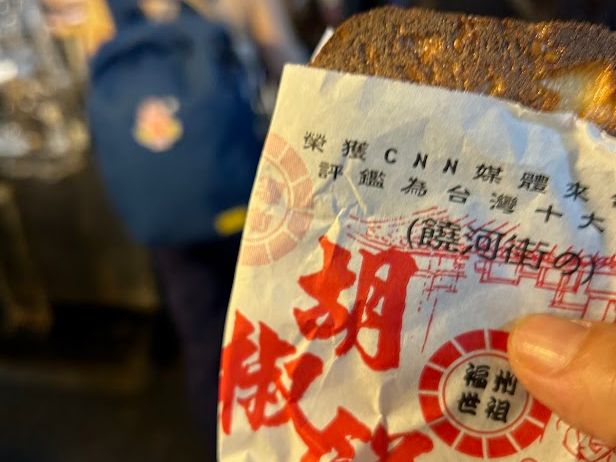 榮獲CNN媒體來
評鑑為台灣十大
(饒河街の)
胡
椒
福州
世祖